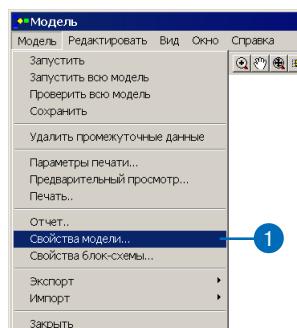 Модель
Модель Редактировать Вид Окно Справка
Запустить
Запустить всю модель
Проверить всю модель
Сохранить
Удалить промежуточные данные
Параметры печати...
Предварительный просмотр...
Печать..
Отчет..
Свойства модели...
1
Свойства блок-схемы...
Экспорт
Импорт
Закрыть